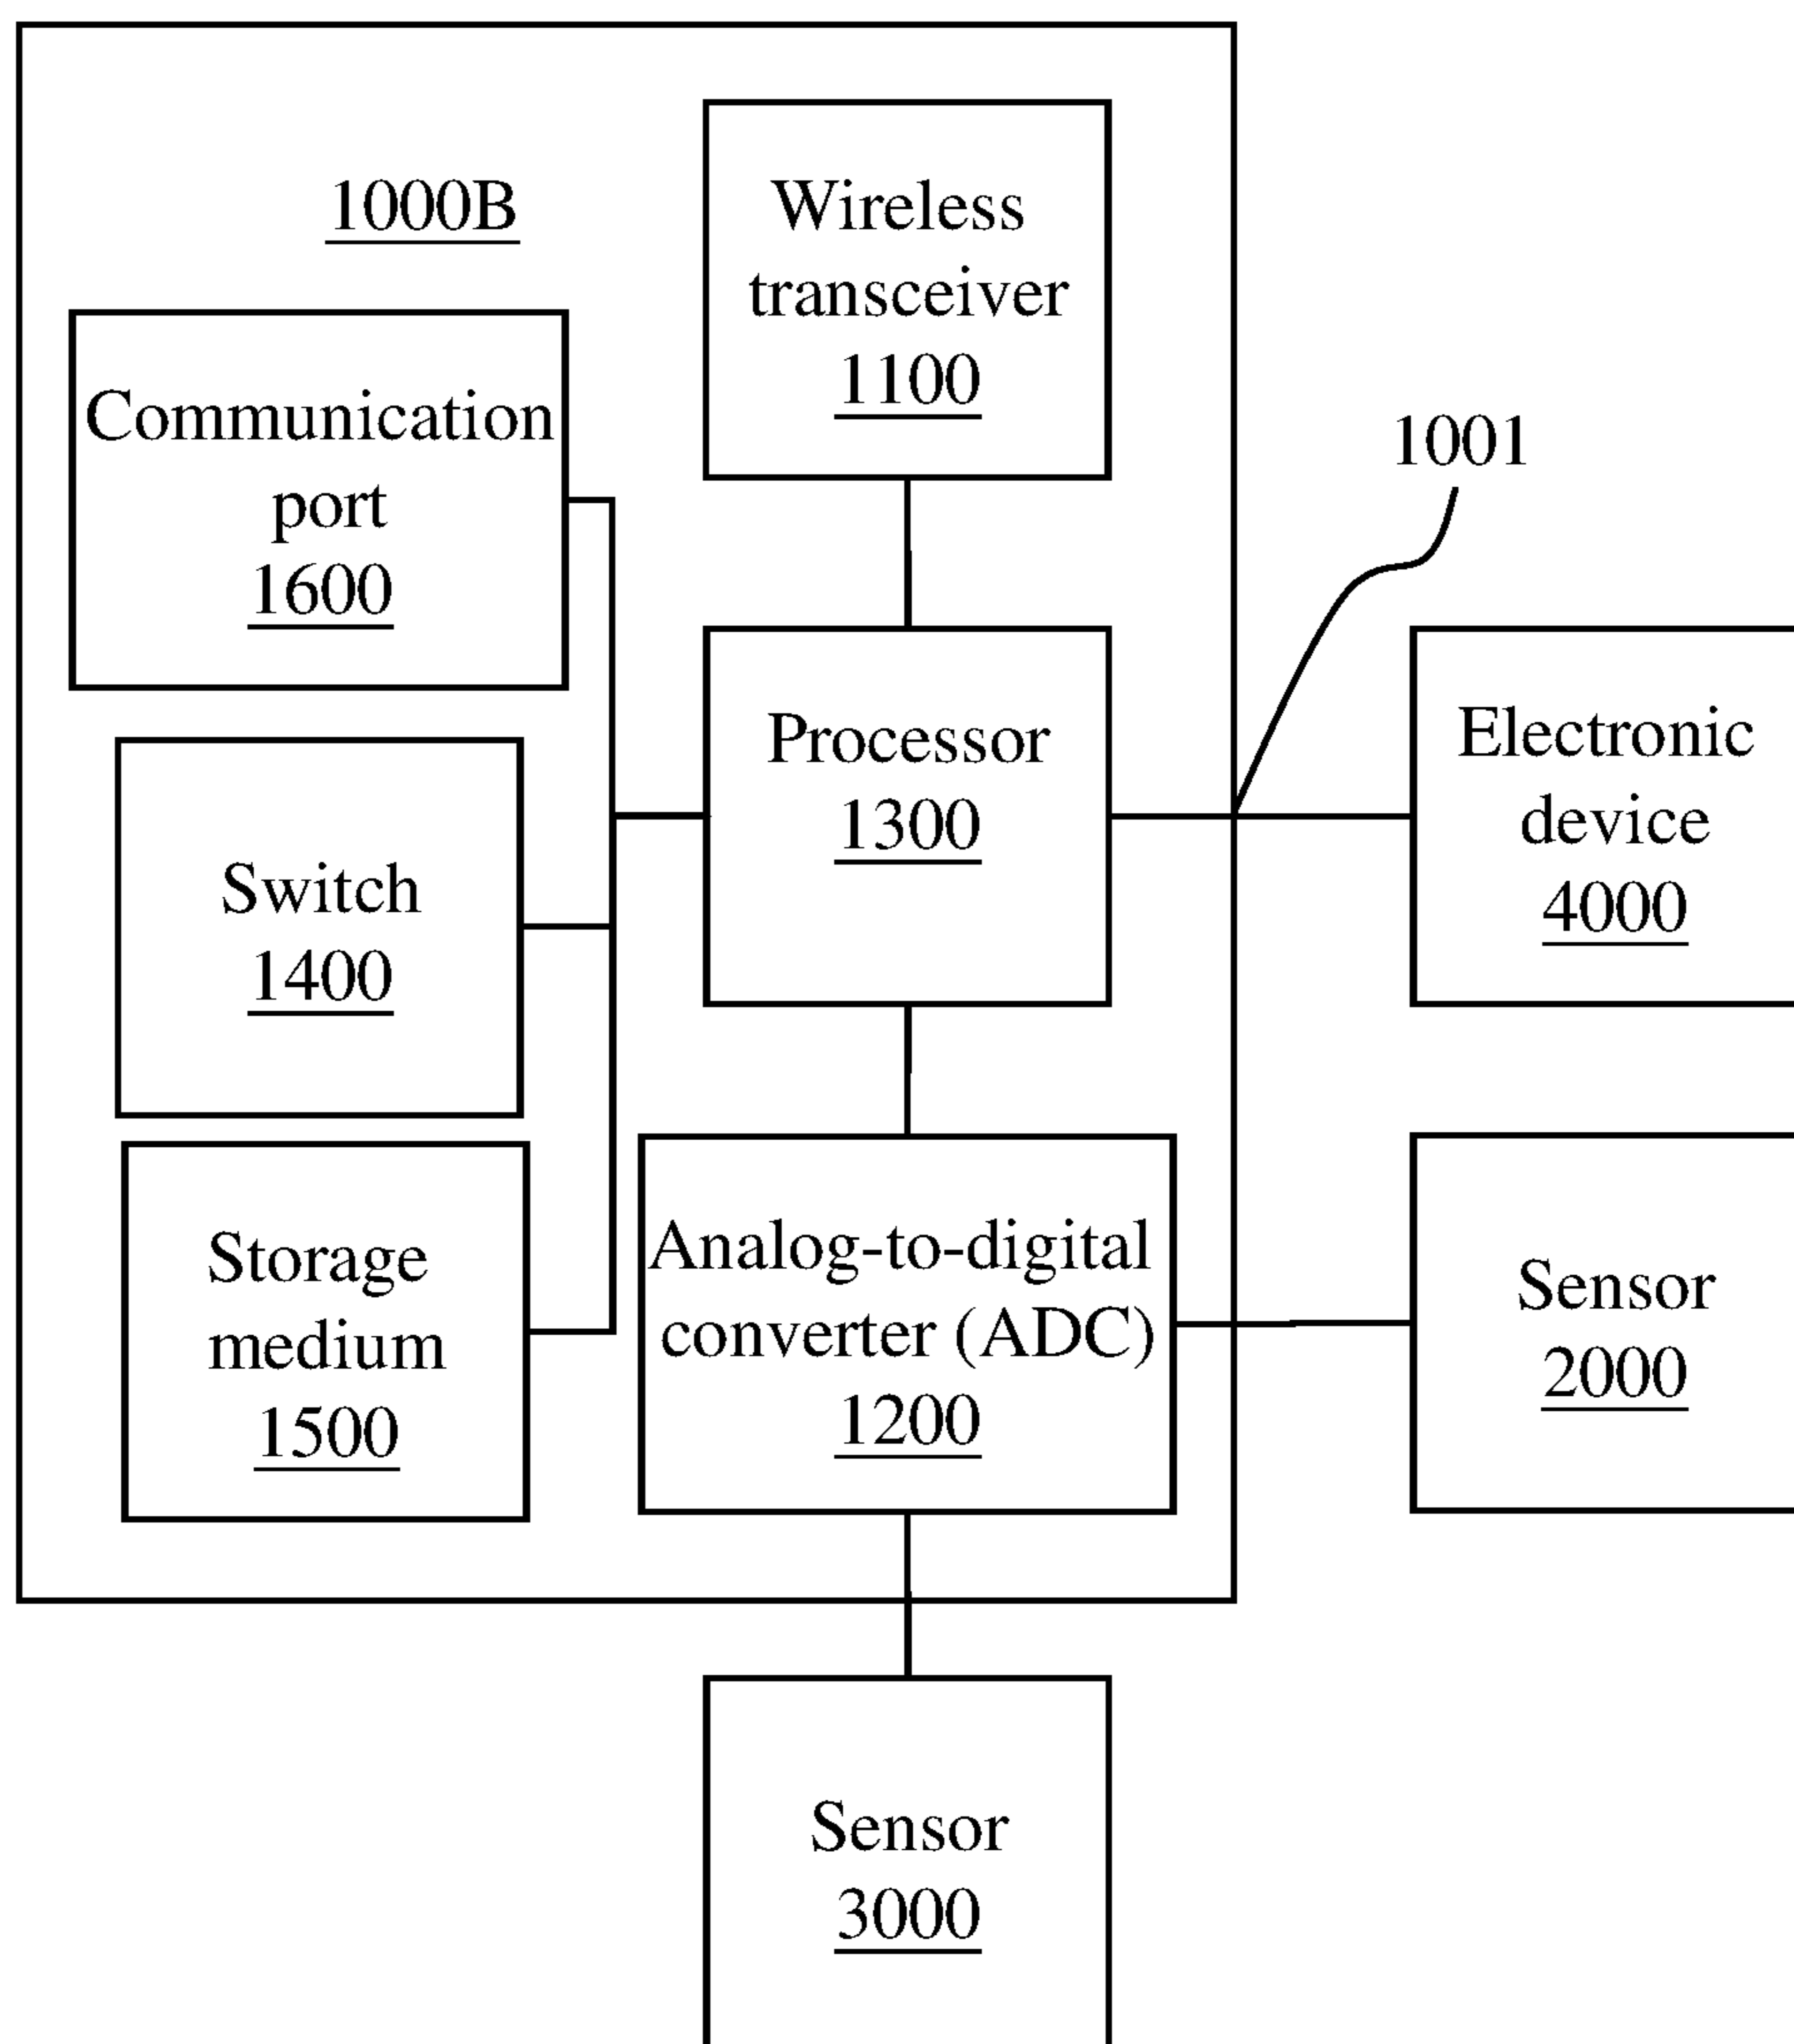 1000B
Wireless
transceiver
1100
Communication
port
1600
1001
Processor
1300
Electronic
device
4000
Switch
1400
Storage
medium
1500
Analog-to-digital
converter (ADC)
1200
Sensor
2000
Sensor
3000